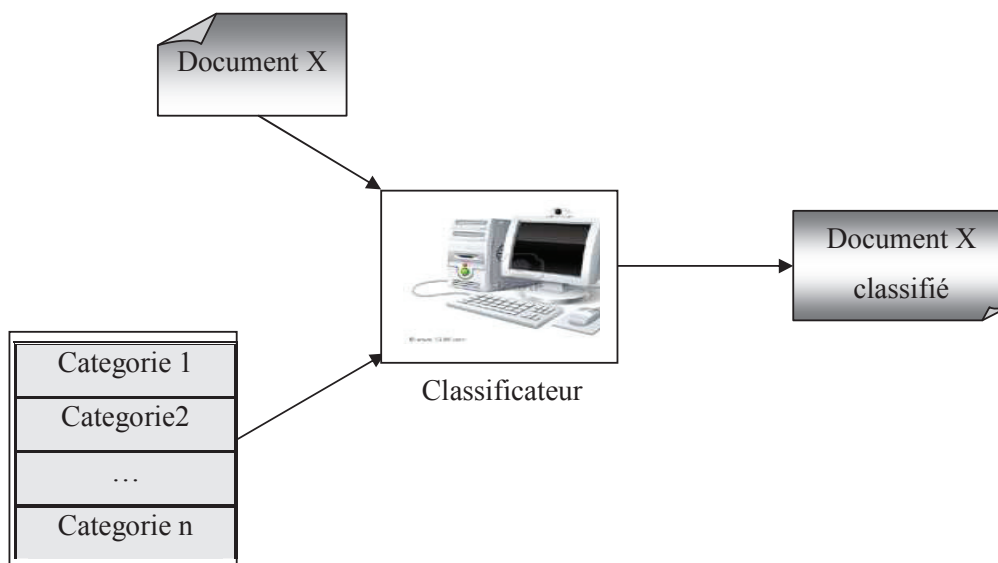 Document X
Document X
classifié
Classificateur
Categorie 1
Categorie2
…
Categorie n